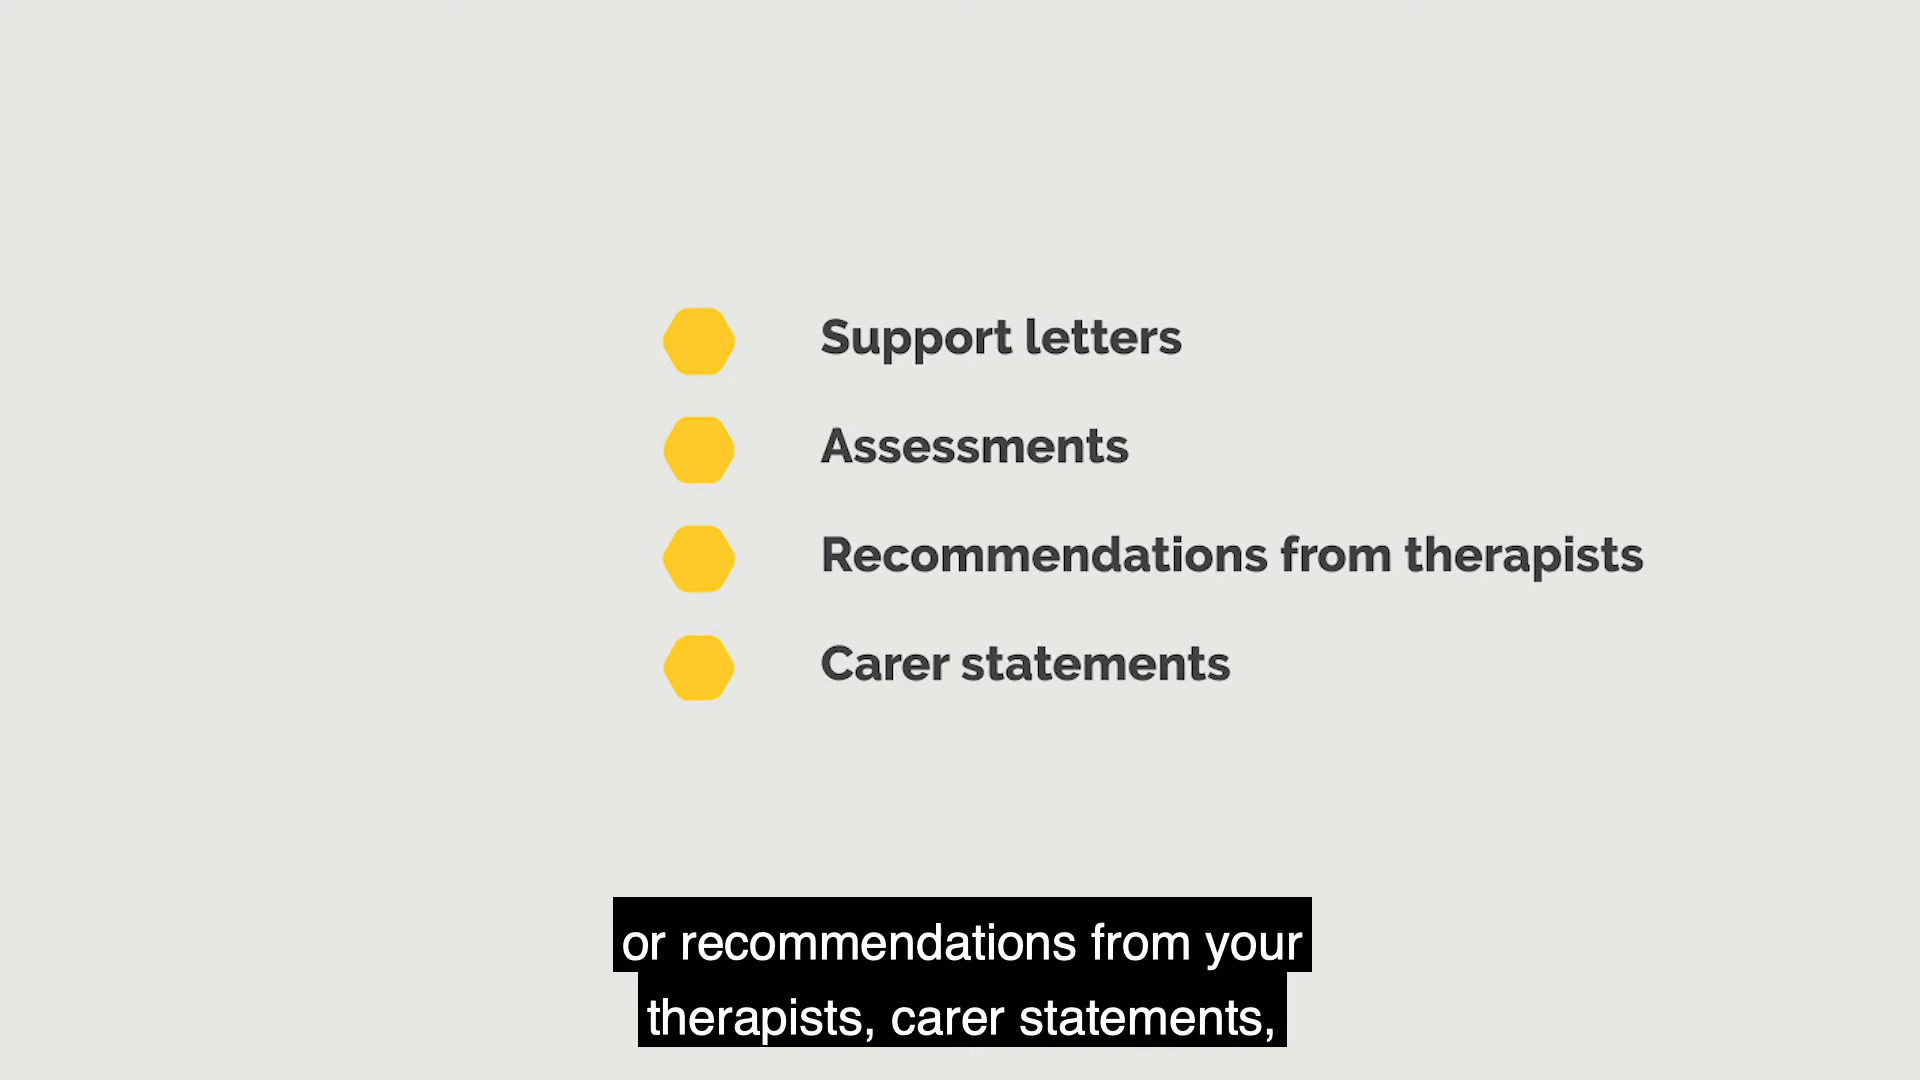 Support letters
Assessments
Recommendations from therapists
Carer statements
or recommendations from your
therapists, carer statements,